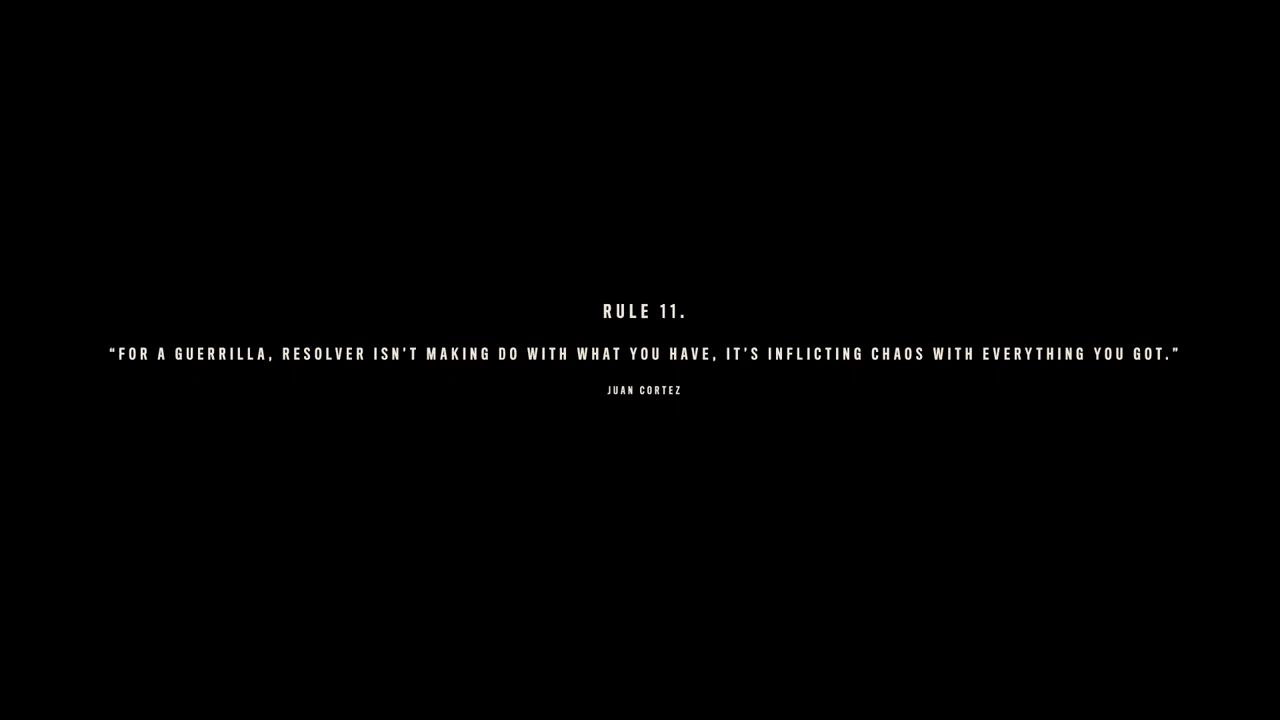 RULE 11.
“FOR A GUERRILLA, RESOLVER ISN’T MAKING DO WITH WHAT YOU HAVE, IT’S INFLICTING CHAOS WITH EVERYTHING YOU GOT.”
JUAN CORTEZ